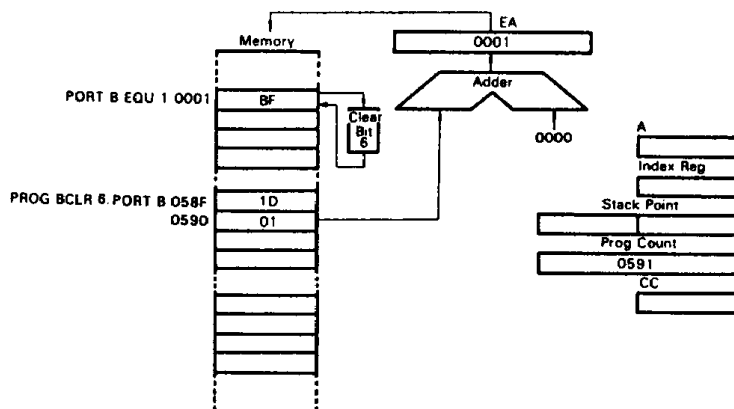 EA
Memory
0001
Adder
PORT B EQU 1 0001
BF
Clear
Bit
6
0000
A
Index Reg
PROG BCLR 6. PORT B 058F
1D
Stack Point
0590
01
Prog Count
0591
CC